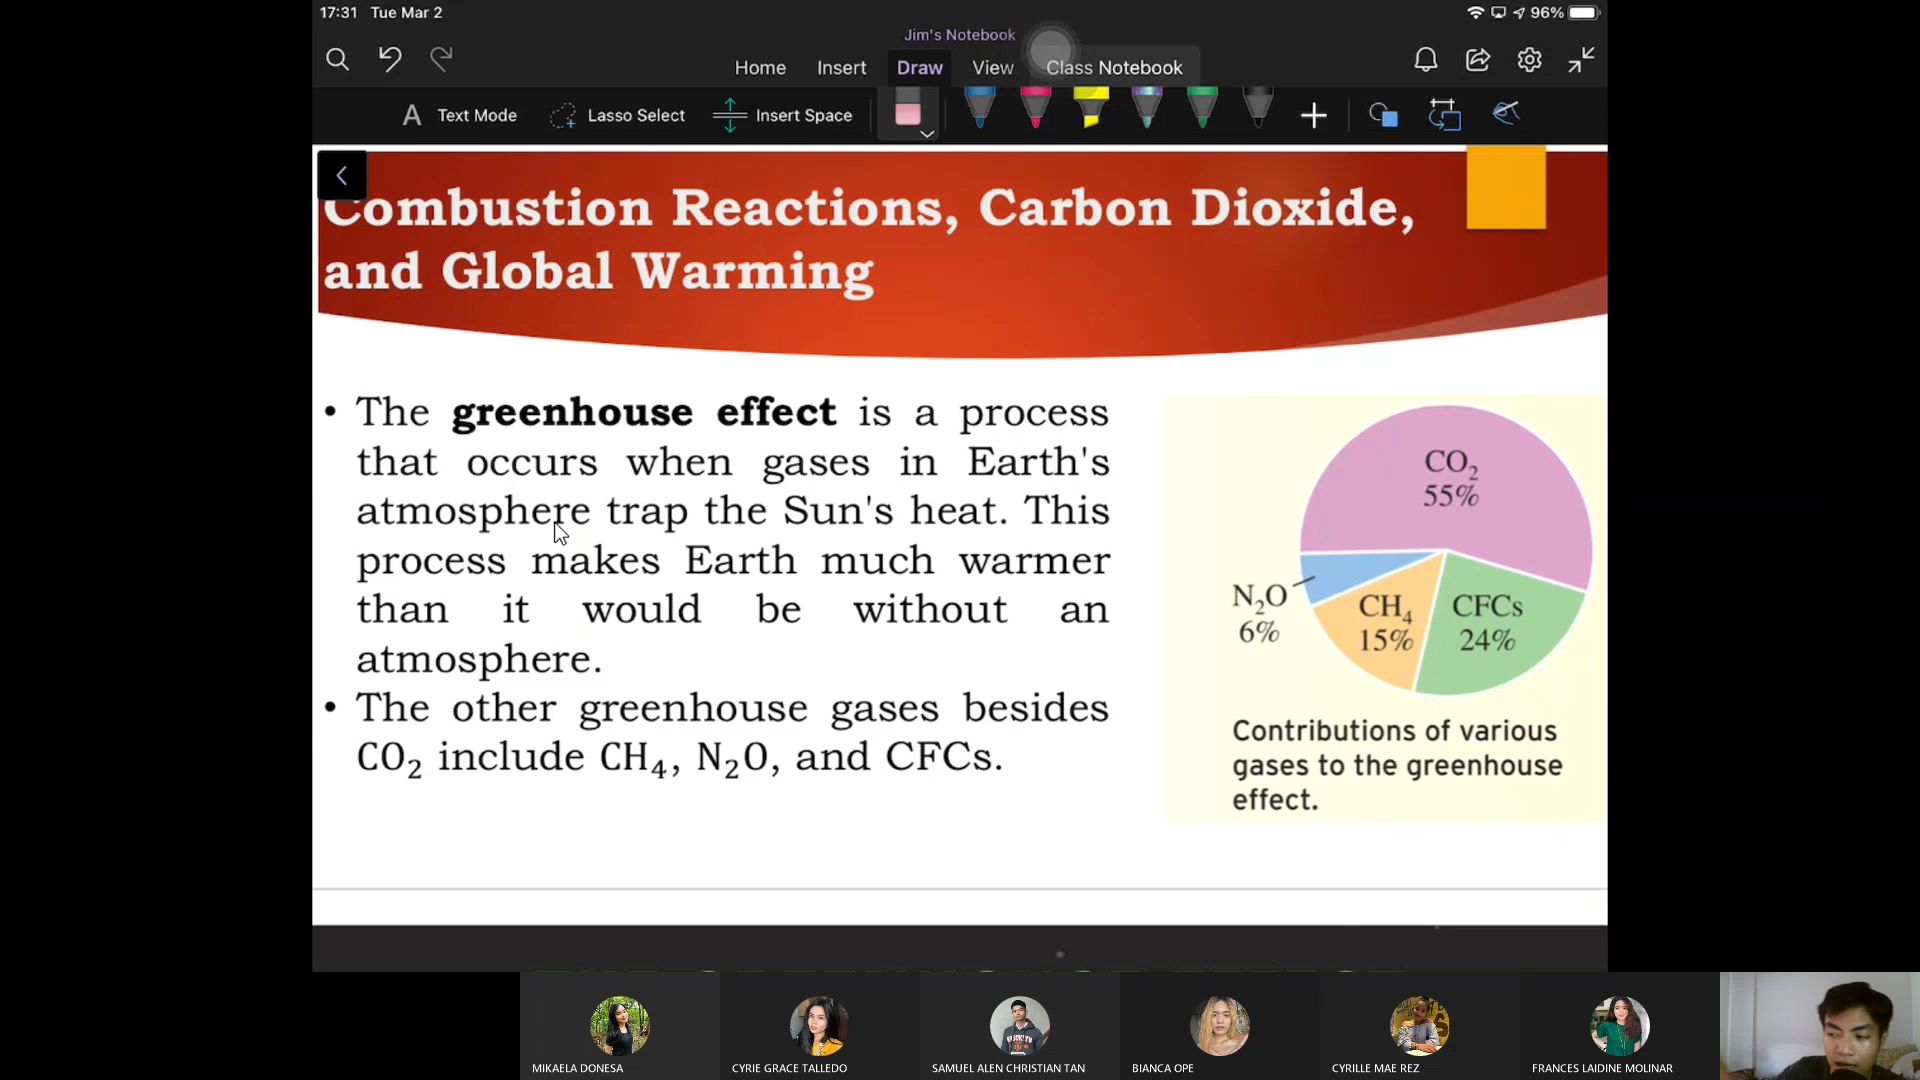 17:31 Tue Mar 2
96%
Jim's Notebook
Home Insert Draw View Class Notebook
Text Mode Lasso Select Insert Space
Combustion Reactions, Carbon Dioxide,
and Global Warming
• The greenhouse effect is a process
that occurs when gases in Earth's
atmosphere trap the Sun's heat. This
process makes Earth much warmer
than it would be without an
atmosphere.
• The other greenhouse gases besides
CO₂ include CH₄, N₂O, and CFCs.
CO₂
55%
N₂O
6%
CH₄
15%
CFCs
24%
Contributions of various
gases to the greenhouse
effect.
MIKAELA DONESA
CYRIE GRACE TALLEDO
SAMUEL ALEN CHRISTIAN TAN
BIANCA OPE
CYRILLE MAE REZ
FRANCES LAIDINE MOLINAR